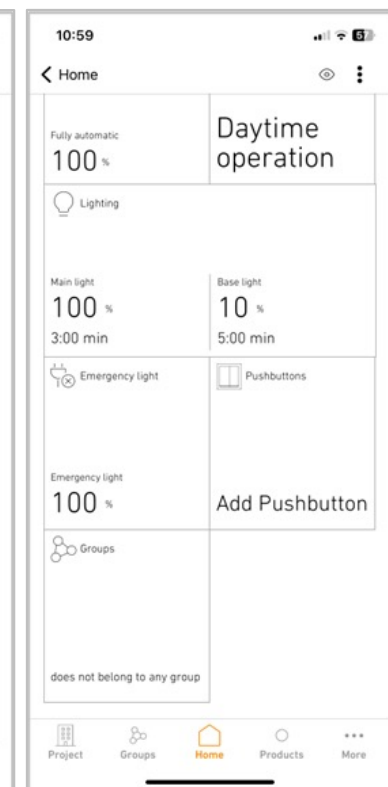 10:59
57
Home
Fully automatic
100 %
Daytime
operation
Lighting
Main light
100 %
3:00 min
Base light
10 %
5:00 min
Emergency light
Pushbuttons
Emergency light
100 %
Add Pushbutton
Groups
does not belong to any group
Project Groups Home Products More